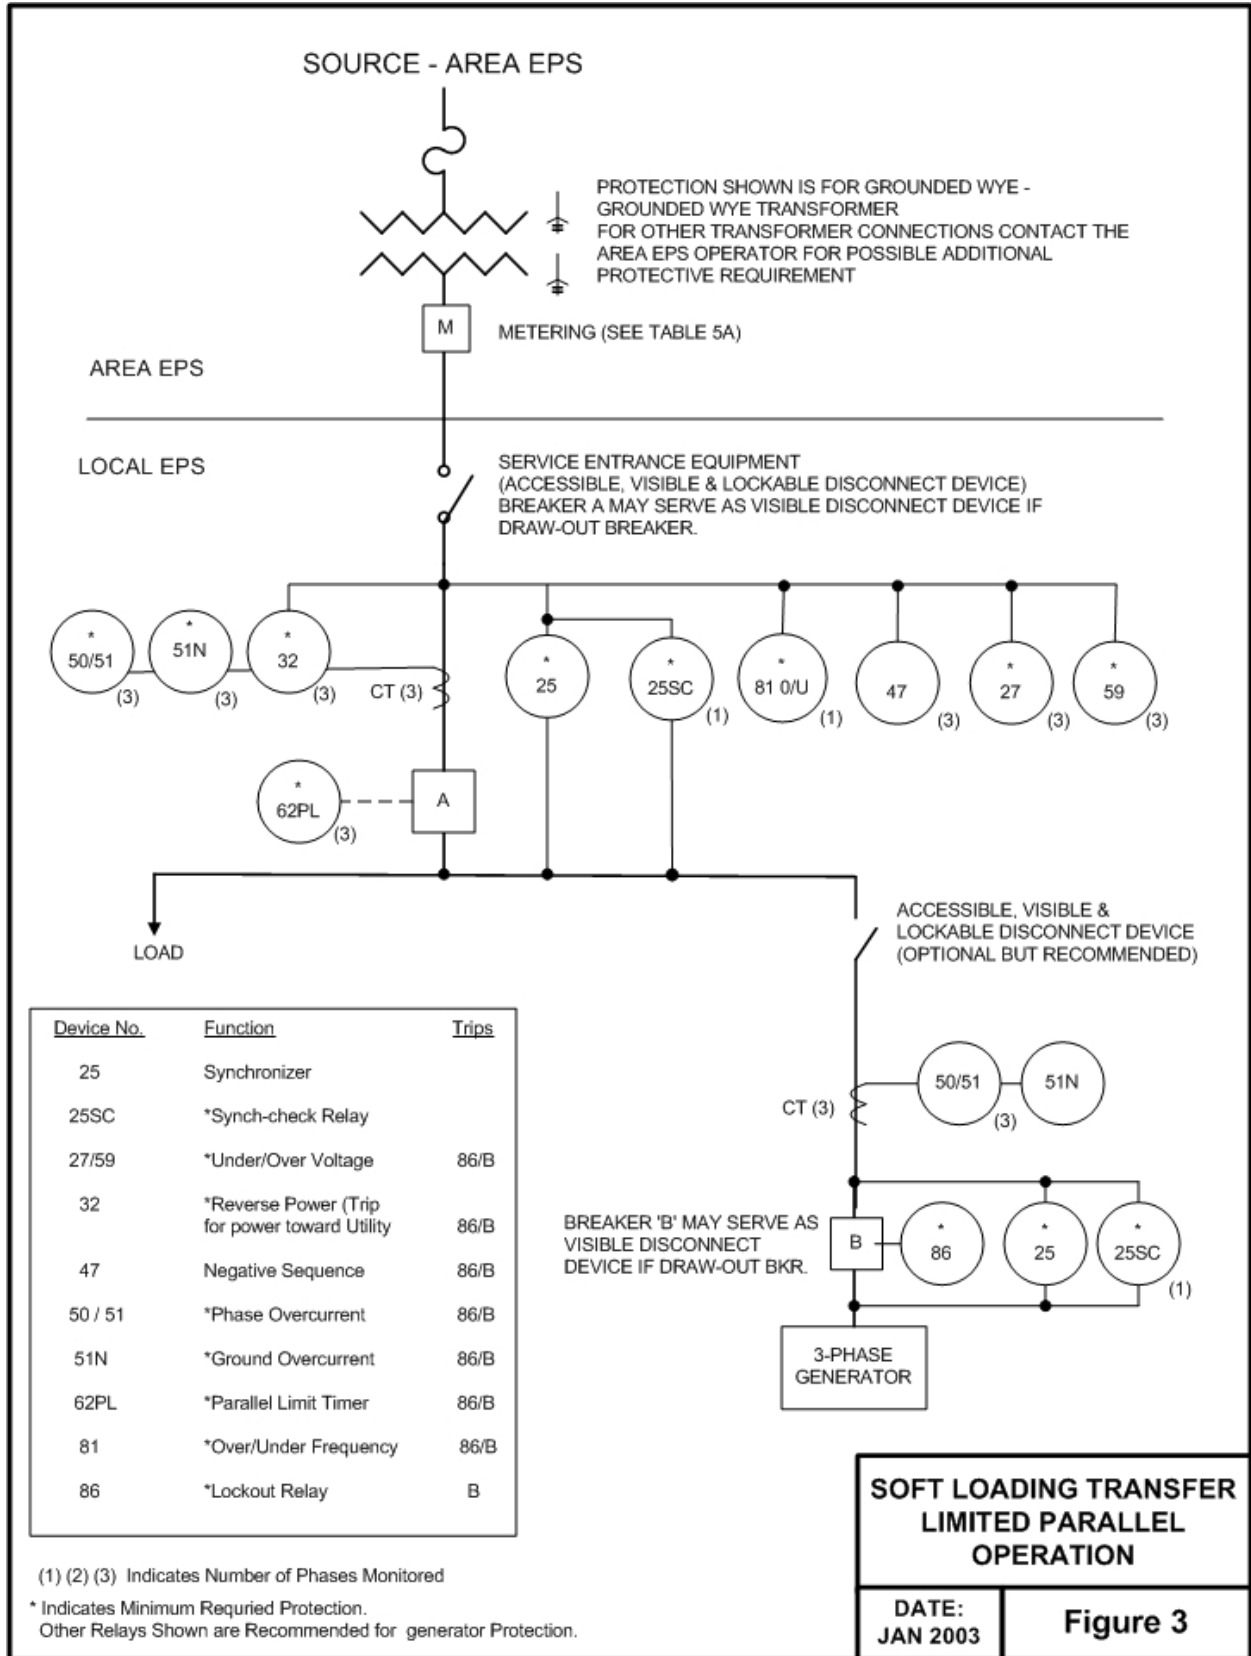 SOURCE - AREA EPS
PROTECTION SHOWN IS FOR GROUNDED WYE -
GROUNDED WYE TRANSFORMER
FOR OTHER TRANSFORMER CONNECTIONS CONTACT THE
AREA EPS OPERATOR FOR POSSIBLE ADDITIONAL
PROTECTIVE REQUIREMENT
M
METERING (SEE TABLE 5A)
AREA EPS
LOCAL EPS
SERVICE ENTRANCE EQUIPMENT
(ACCESSIBLE, VISIBLE & LOCKABLE DISCONNECT DEVICE)
BREAKER A MAY SERVE AS VISIBLE DISCONNECT DEVICE IF
DRAW-OUT BREAKER.
* 50/51 (3)
* 51N (3)
* 32 (3)
CT (3)
* 25
* 25SC (1)
* 81 0/U (1)
47 (3)
* 27 (3)
* 59 (3)
* 62PL (3)
A
LOAD
ACCESSIBLE, VISIBLE &
LOCKABLE DISCONNECT DEVICE
(OPTIONAL BUT RECOMMENDED)
CT (3)
50/51 (3)
51N
BREAKER 'B' MAY SERVE AS
VISIBLE DISCONNECT
DEVICE IF DRAW-OUT BKR.
B
* 86
* 25
* 25SC (1)
3-PHASE
GENERATOR
Device No. Function Trips
25 Synchronizer
25SC *Synch-check Relay
27/59 *Under/Over Voltage 86/B
32 *Reverse Power (Trip
for power toward Utility 86/B
47 Negative Sequence 86/B
50 / 51 *Phase Overcurrent 86/B
51N *Ground Overcurrent 86/B
62PL *Parallel Limit Timer 86/B
81 *Over/Under Frequency 86/B
86 *Lockout Relay B
(1) (2) (3) Indicates Number of Phases Monitored
* Indicates Minimum Requried Protection.
Other Relays Shown are Recommended for generator Protection.
SOFT LOADING TRANSFER
LIMITED PARALLEL
OPERATION
DATE:
JAN 2003
Figure 3